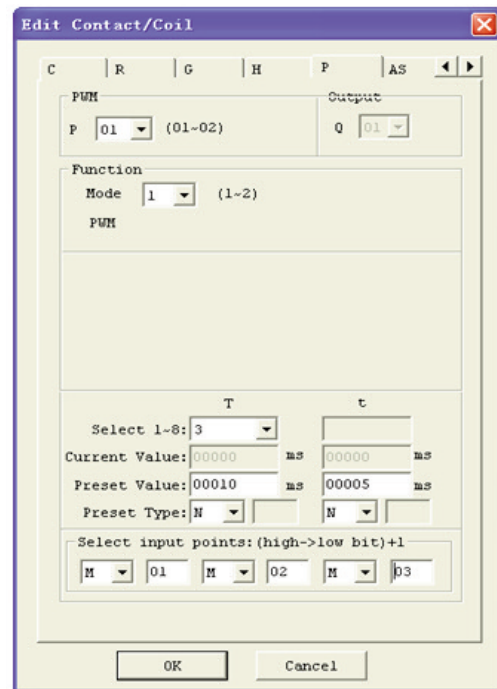 Edit Contact/Coil
C R G H P AS
PWM Output
P 01 (01~02) Q 01
Function
Mode 1 (1~2)
PWM
T t
Select 1~8: 3
Current Value: 00000 ms 00000 ms
Preset Value: 00010 ms 00005 ms
Preset Type: N N
Select input points:(high->low bit)+1
M 01 M 02 M 03
OK Cancel